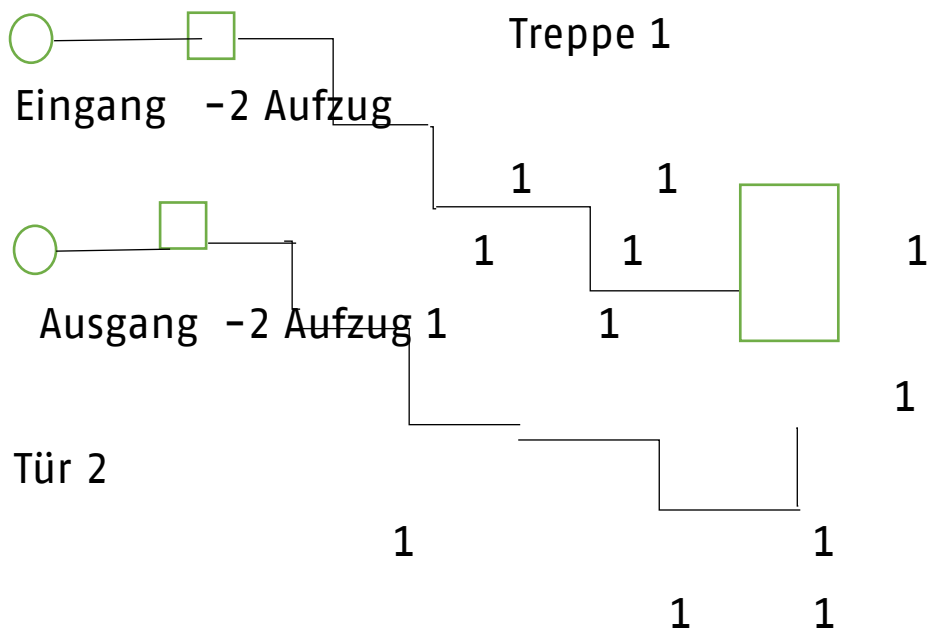 Treppe 1
Eingang -2 Aufzug
1 1
1 1 1
Ausgang -2 Aufzug 1 1
1
Tür 2
1 1
1 1